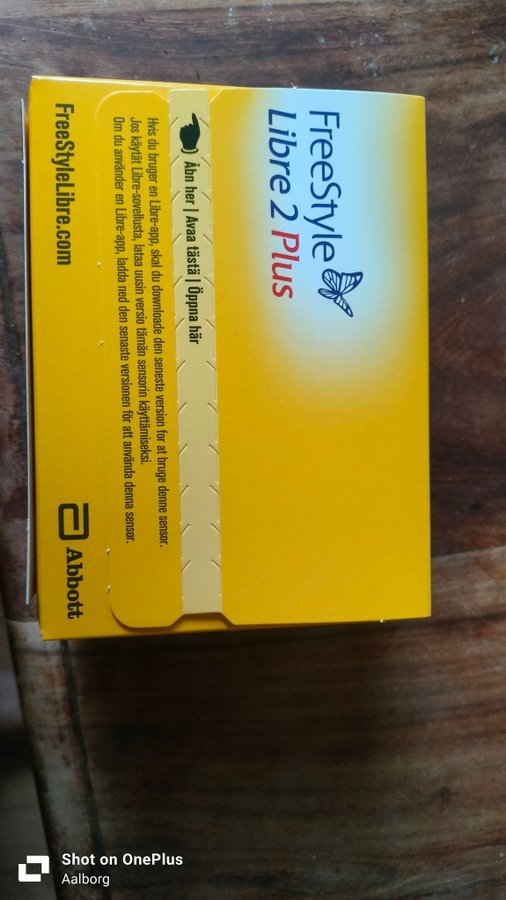 FreeStyle
Libre 2 Plus
Åbn her | Avaa tästä | Öppna här
Hvis du bruger en Libre-app, skal du downloade den seneste version for at bruge denne sensor.
Jos käytät Libre-sovellusta, lataa uusin versio tämän sensorin käyttämiseksi.
Om du använder en Libre-app, ladda ned den senaste versionen för att använda denna sensor.
FreeStyleLibre.com
Abbott
Shot on OnePlus
Aalborg